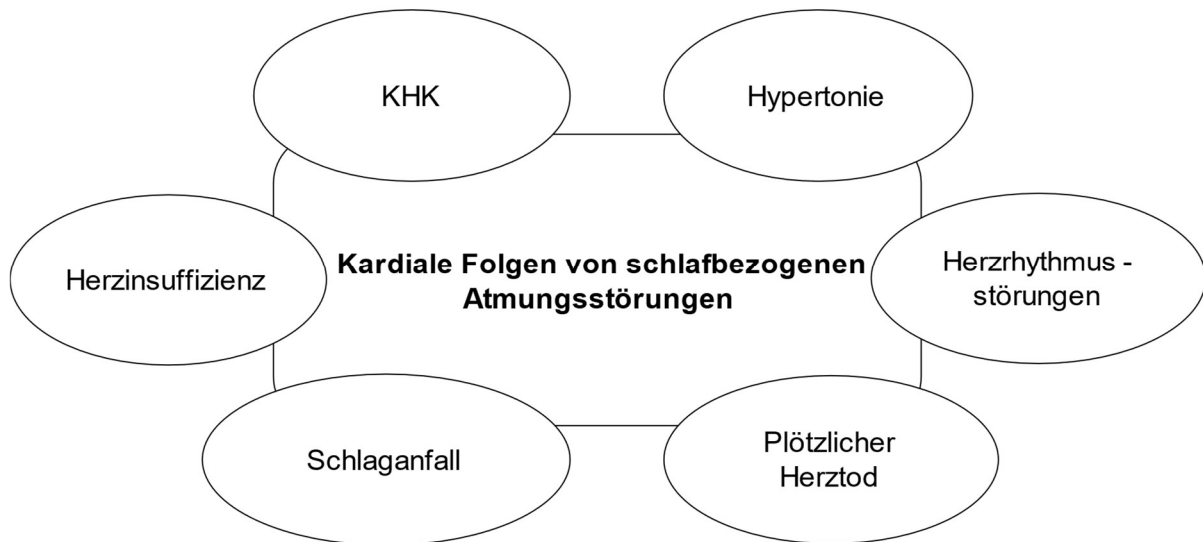 KHK
Hypertonie
Herzinsuffizienz
Kardiale Folgen von schlafbezogenen
Atmungsstörungen
Herzrhythmus -
störungen
Schlaganfall
Plötzlicher
Herztod